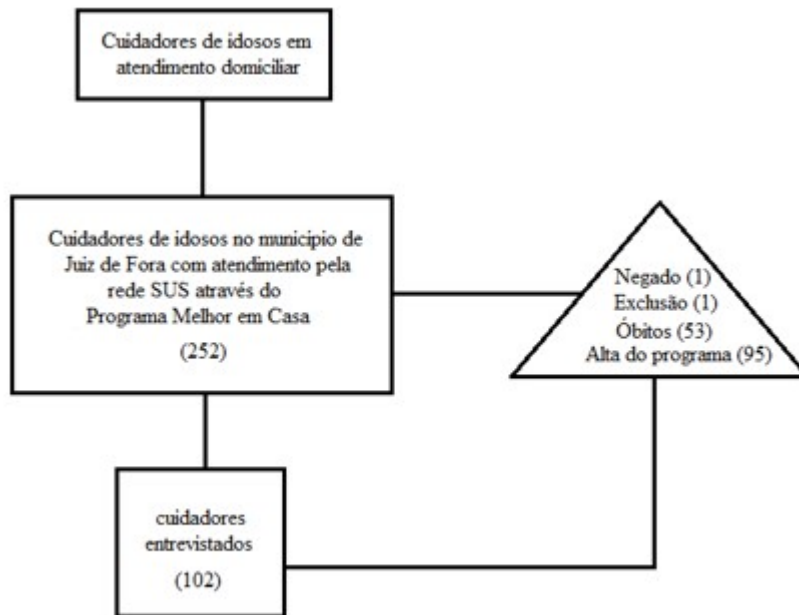 Cuidadores de idosos em
atendimento domiciliar
Cuidadores de idosos no municipio de
Juiz de Fora com atendimento pela
rede SUS através do
Programa Melhor em Casa
(252)
Negado (1)
Exclusão (1)
Óbitos (53)
Alta do programa (95)
cuidadores
entrevistados
(102)